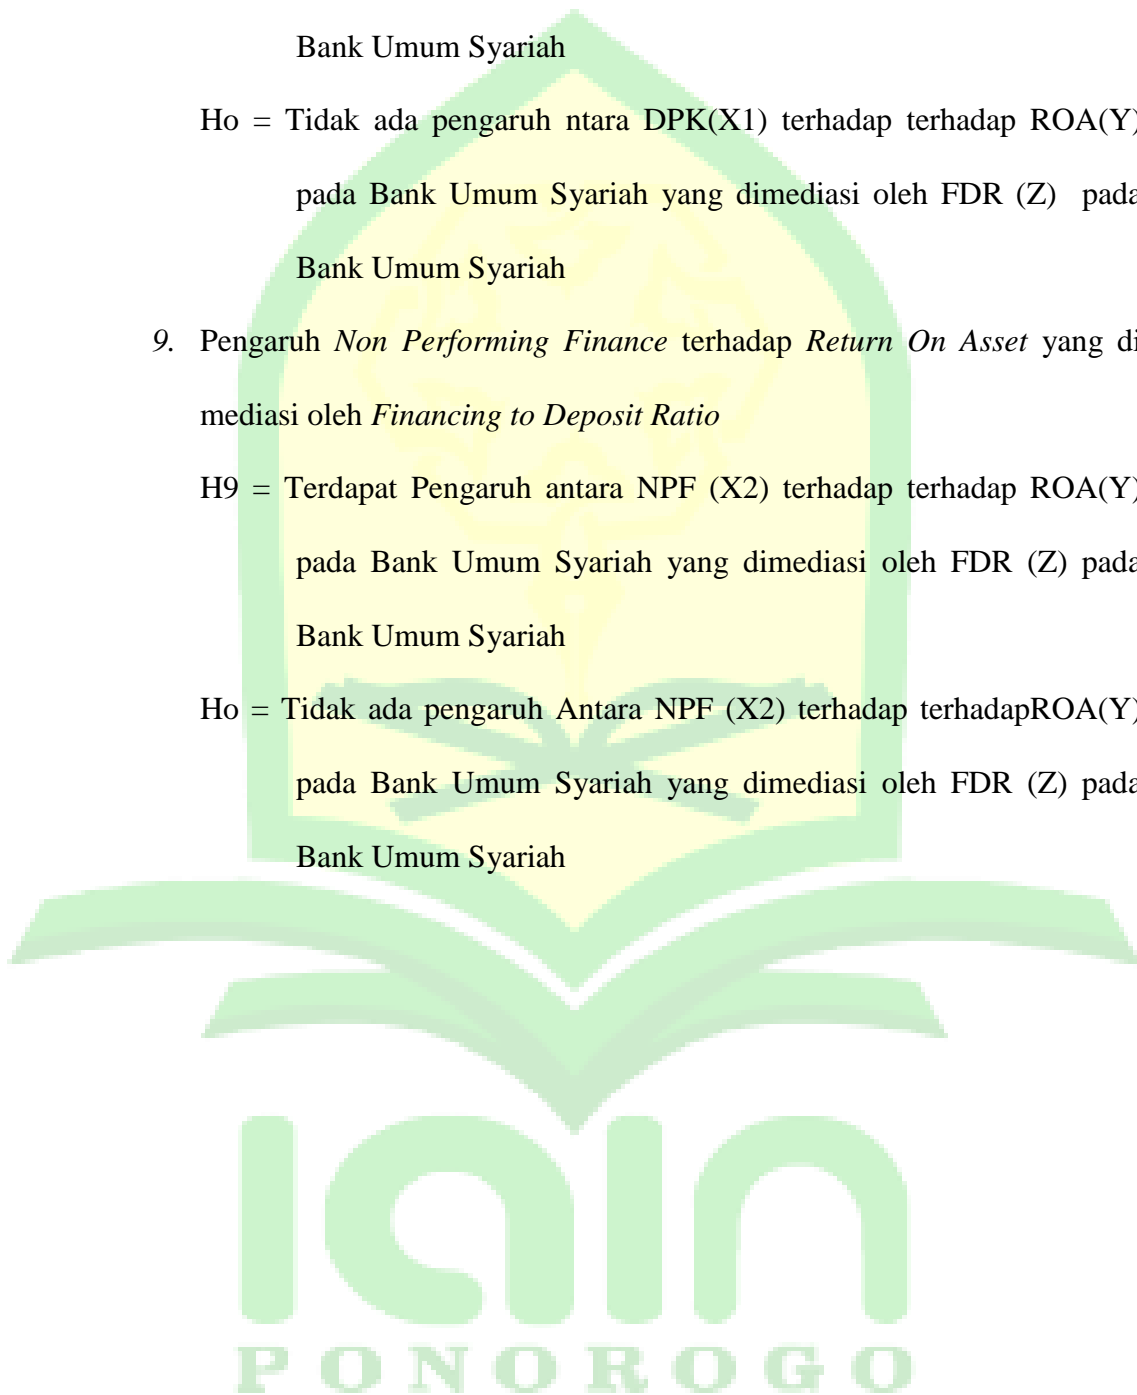 Bank Umum Syariah
Ho = Tidak ada pengaruh ntara DPK(X1) terhadap terhadap ROA(Y)
pada Bank Umum Syariah yang dimediasi oleh FDR (Z) pada
Bank Umum Syariah
9. Pengaruh Non Performing Finance terhadap Return On Asset yang di
mediasi oleh Financing to Deposit Ratio
H9 = Terdapat Pengaruh antara NPF (X2) terhadap terhadap ROA(Y)
pada Bank Umum Syariah yang dimediasi oleh FDR (Z) pada
Bank Umum Syariah
Ho = Tidak ada pengaruh Antara NPF (X2) terhadap terhadapROA(Y)
pada Bank Umum Syariah yang dimediasi oleh FDR (Z) pada
Bank Umum Syariah
iain
PONOROGO